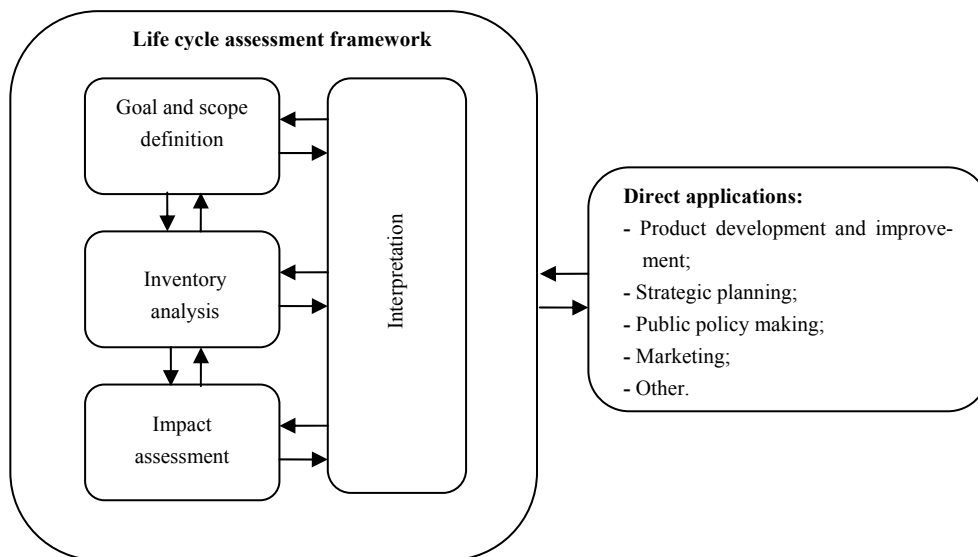 Life cycle assessment framework
Goal and scope
definition
Inventory
analysis
Impact
assessment
Interpretation
Direct applications:
- Product development and improve-
ment;
- Strategic planning;
- Public policy making;
- Marketing;
- Other.